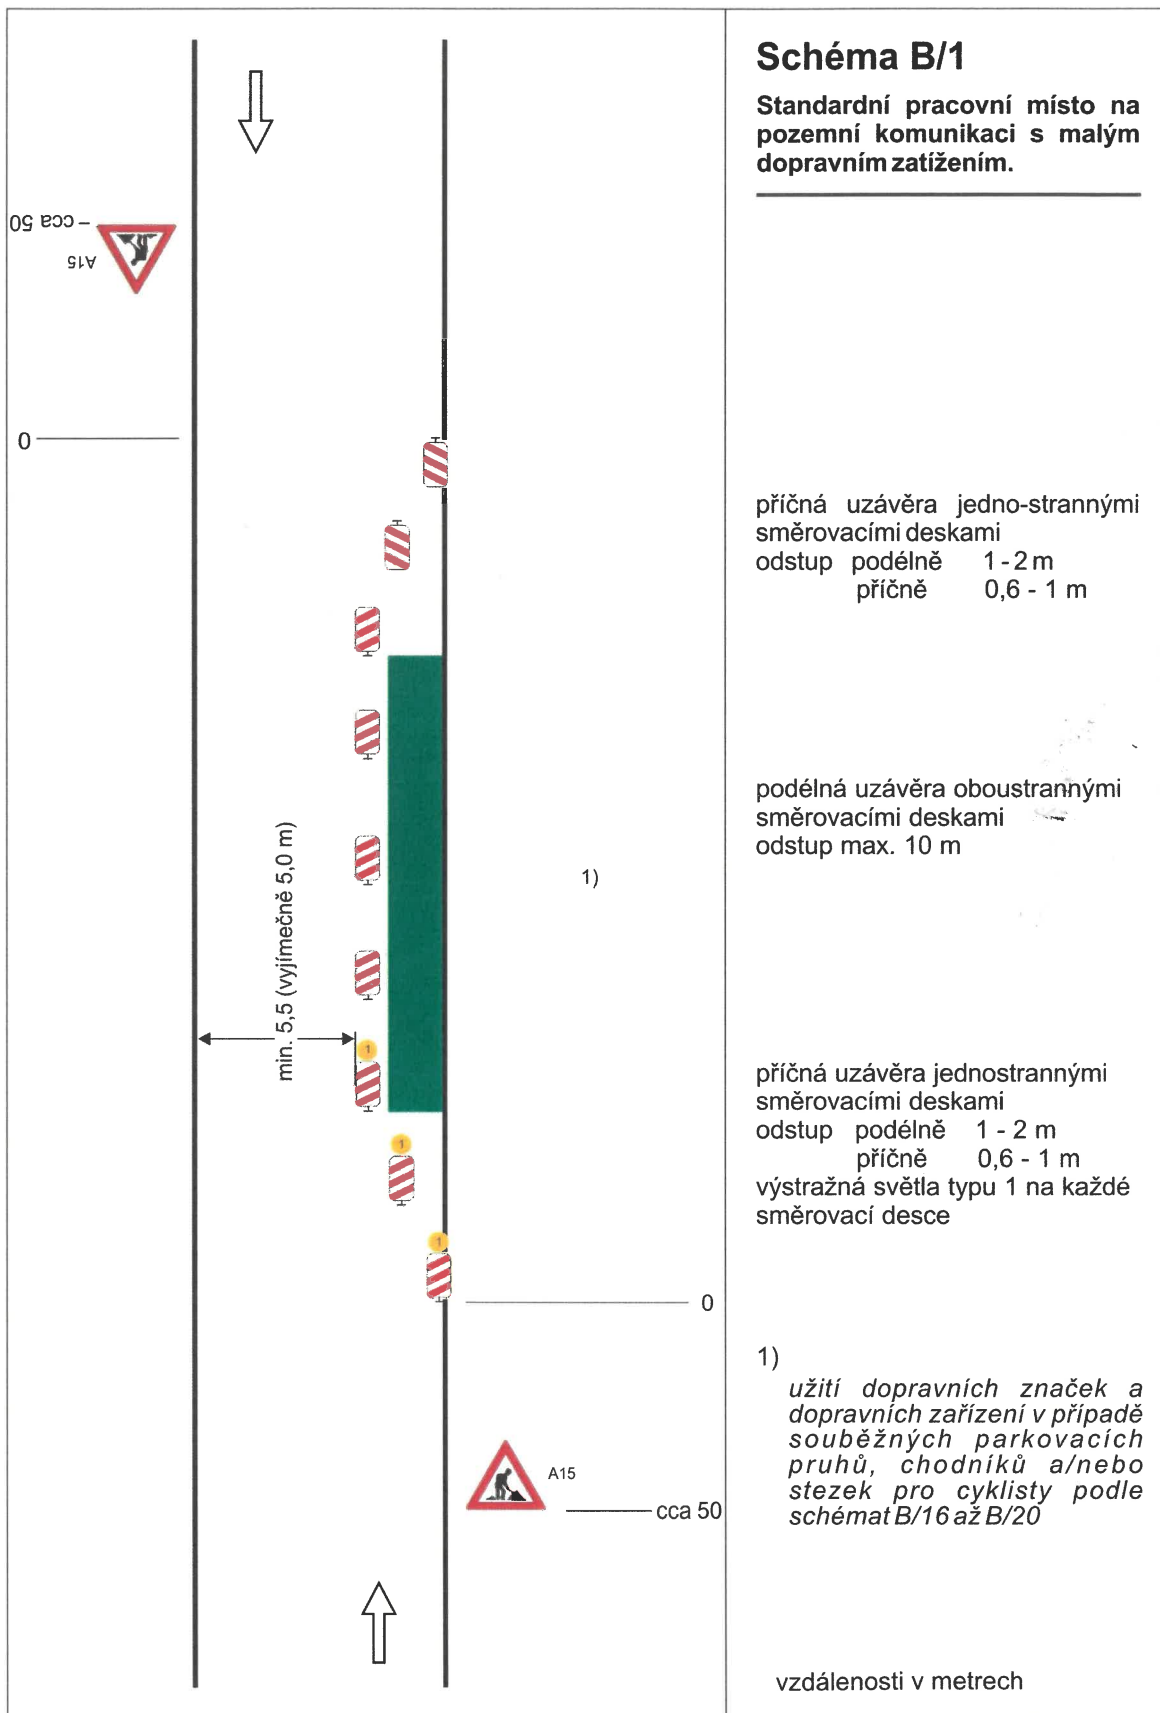 Schéma B/1
Standardní pracovní místo na
pozemní komunikaci s malým
dopravním zatížením.
cca 50
A15
0
příčná uzávěra jedno-strannými
směrovacími deskami
odstup podélně 1 - 2 m
příčně 0,6 - 1 m
podélná uzávěra oboustrannými
směrovacími deskami
odstup max. 10 m
min. 5,5 (vyjímečně 5,0 m)
1)
1
1
1
příčná uzávěra jednostrannými
směrovacími deskami
odstup podélně 1 - 2 m
příčně 0,6 - 1 m
výstražná světla typu 1 na každé
směrovací desce
0
A15
cca 50
1)
užití dopravních značek a
dopravních zařízení v případě
souběžných parkovacích
pruhů, chodníků a/nebo
stezek pro cyklisty podle
schémat B/16 až B/20
vzdálenosti v metrech